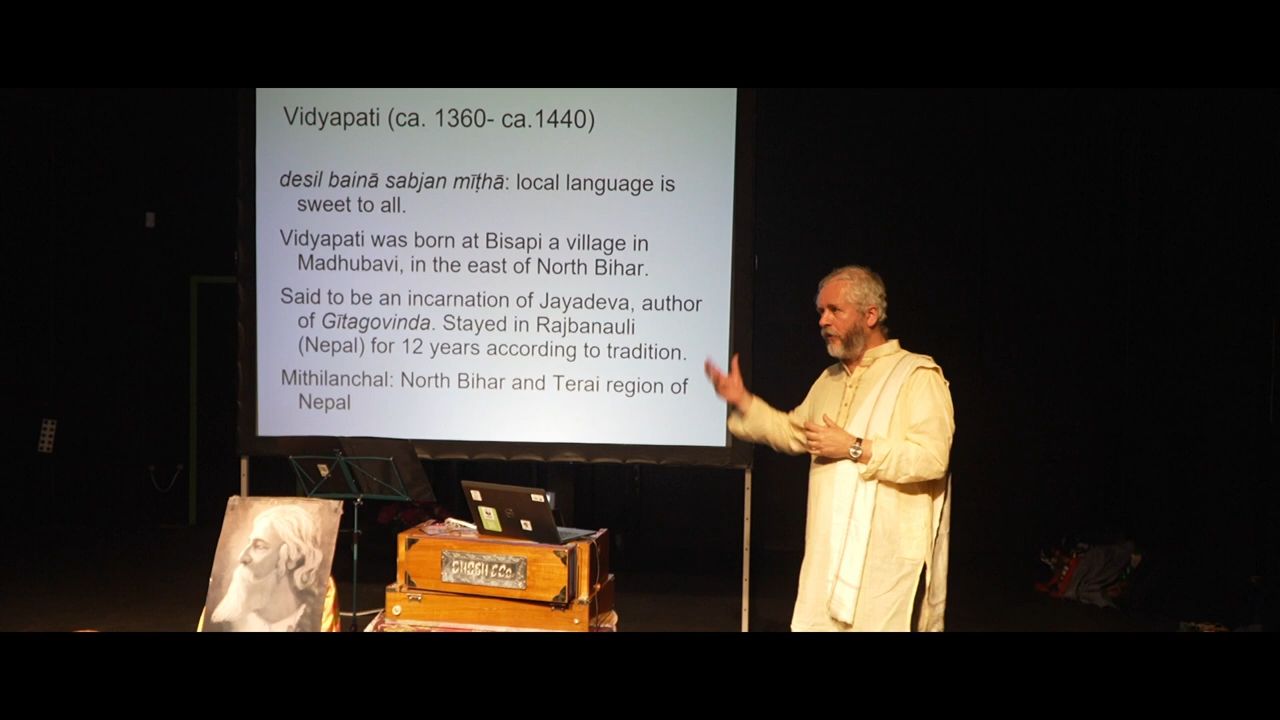 Vidyapati (ca. 1360- ca.1440)
desil bainā sabjan mīṭhā: local language is
sweet to all.
Vidyapati was born at Bisapi a village in
Madhubavi, in the east of North Bihar.
Said to be an incarnation of Jayadeva, author
of Gītagovinda. Stayed in Rajbanauli
(Nepal) for 12 years according to tradition.
Mithilanchal: North Bihar and Terai region of
Nepal